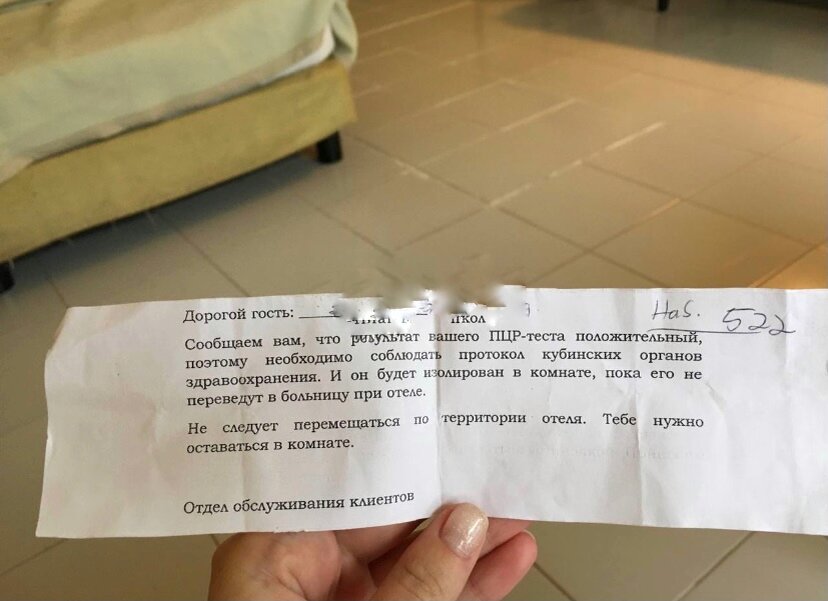 Дорогой гость:
Hab. 522
Сообщаем вам, что результат вашего ПЦР-теста положительный,
поэтому необходимо соблюдать протокол кубинских органов
здравоохранения. И он будет изолирован в комнате, пока его не
переведут в больницу при отеле.
Не следует перемещаться по территории отеля. Тебе нужно
оставаться в комнате.
Отдел обслуживания клиентов